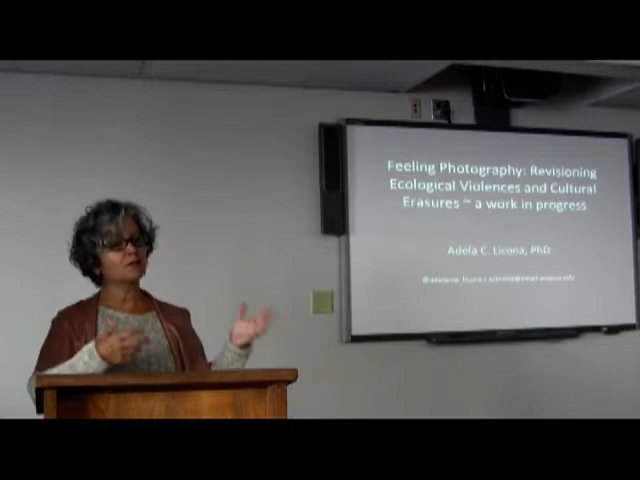 Feeling Photography: Revisioning
Ecological Violences and Cultural
Erasures ~ a work in progress
Adela C. Licona, PhD